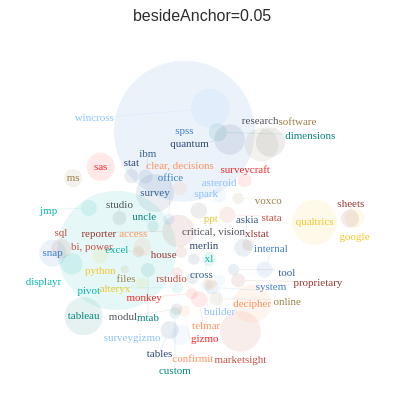 besideAnchor=0.05
wincross
research
software
spss
dimensions
quantum
ibm
stat
clear, decisions
sas
surveycraft
ms
office
asteroid
survey
spark
voxco
studio
sheets
jmp
uncle
ppt
askia
stata
qualtrics
sql
reporter
access
critical, vision
xlstat
google
bi, power
excel
merlin
internal
snap
house
xl
python
cross
tool
displayr
files
rstudio
system
proprietary
pivot
alteryx
monkey
decipher
online
tableau
modul
mtab
builder
telmar
surveygizmo
gizmo
tables
confirmit
marketsight
custom